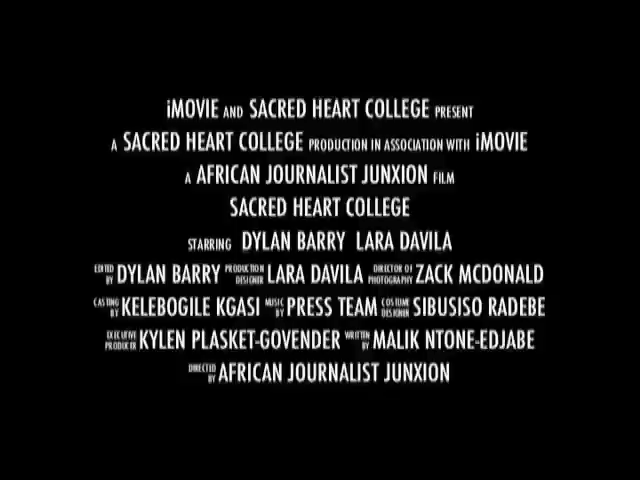 iMOVIE AND SACRED HEART COLLEGE PRESENT
A SACRED HEART COLLEGE PRODUCTION IN ASSOCIATION WITH iMOVIE
A AFRICAN JOURNALIST JUNXION FILM
SACRED HEART COLLEGE
STARRING DYLAN BARRY LARA DAVILA
EDITED BY DYLAN BARRY PRODUCTION DESIGNER LARA DAVILA DIRECTOR OF PHOTOGRAPHY ZACK MCDONALD
CASTING BY KELEBOGILE KGASI MUSIC BY PRESS TEAM COSTUME DESIGNER SIBUSISO RADEBE
EXECUTIVE PRODUCER KYLEN PLASKET-GOVENDER WRITTEN BY MALIK NTONE-EDJABE
DIRECTED BY AFRICAN JOURNALIST JUNXION